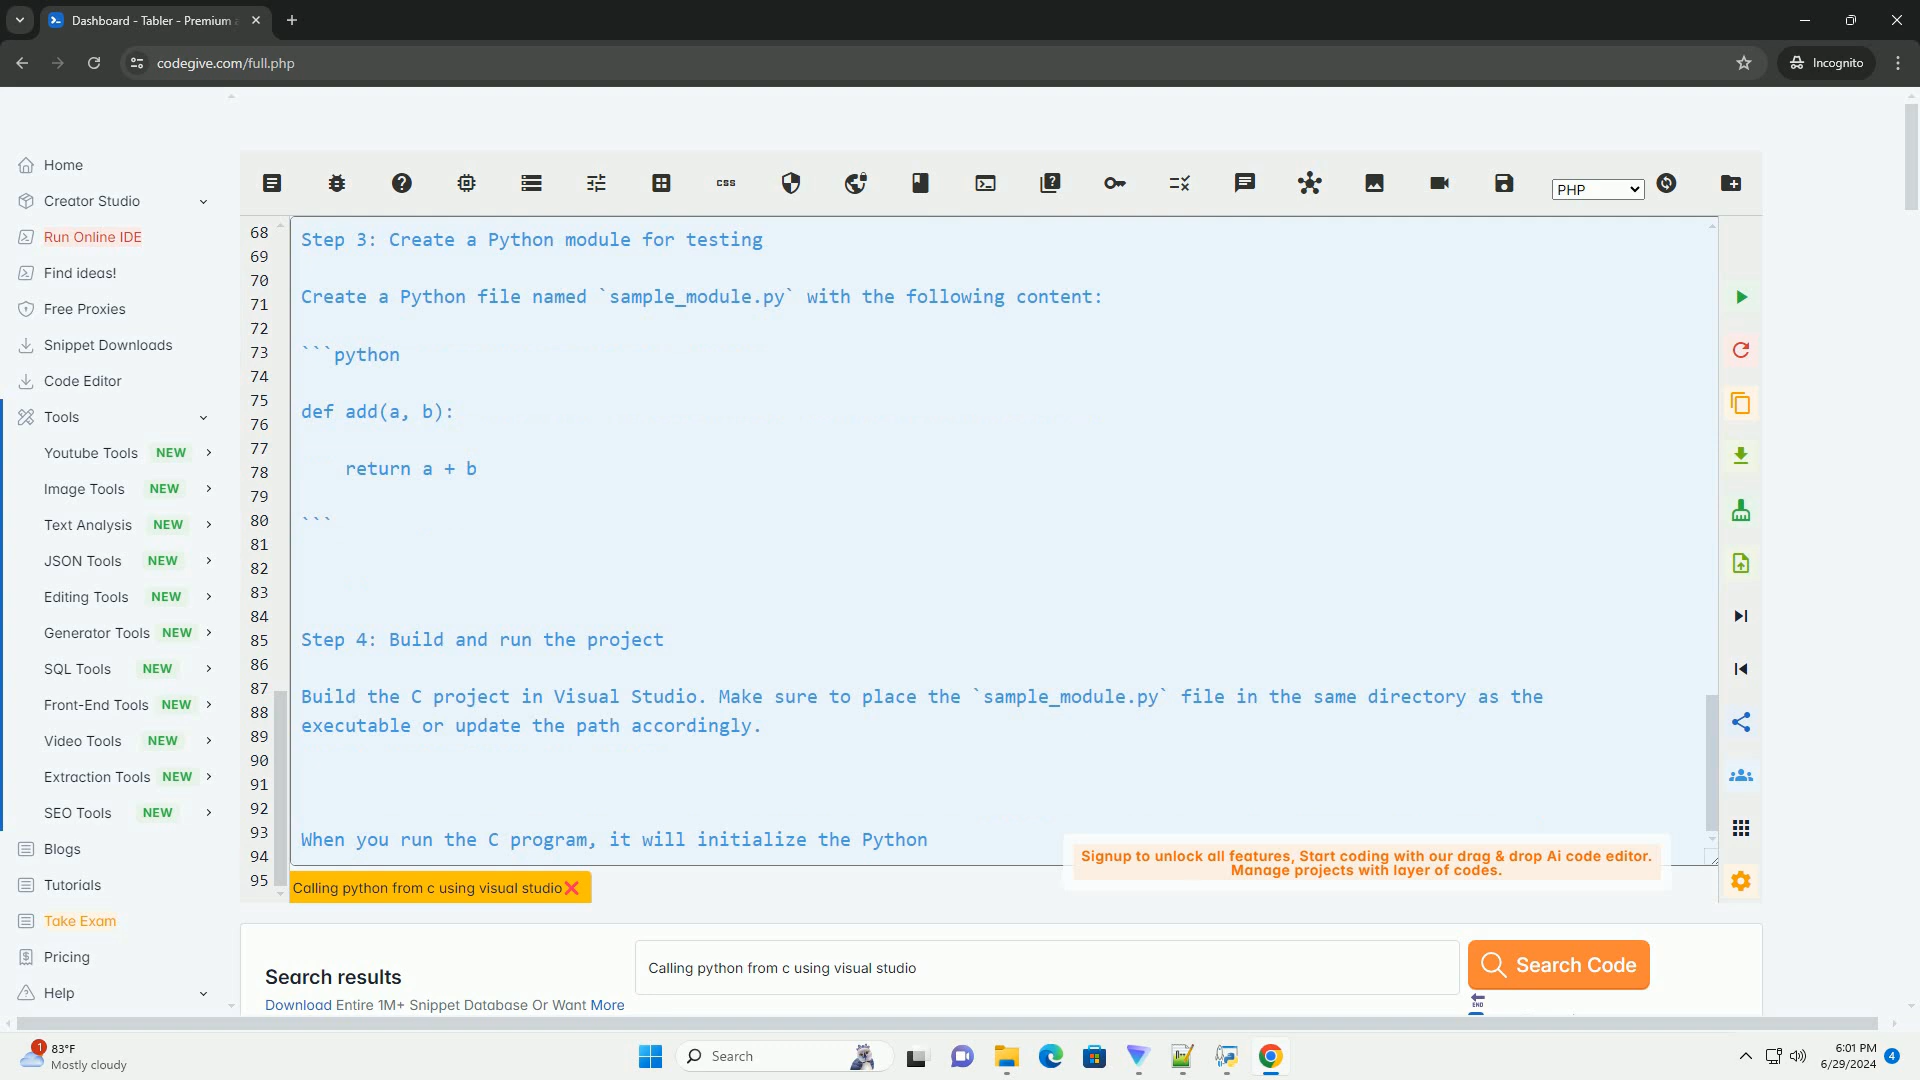 Dashboard - Tabler - Premium
codegive.com/full.php
Incognito
Home
Creator Studio
Run Online IDE
Find ideas!
Free Proxies
Snippet Downloads
Code Editor
Tools
Youtube Tools NEW
Image Tools NEW
Text Analysis NEW
JSON Tools NEW
Editing Tools NEW
Generator Tools NEW
SQL Tools NEW
Front-End Tools NEW
Video Tools NEW
Extraction Tools NEW
SEO Tools NEW
Blogs
Tutorials
Take Exam
Pricing
Help
css
PHP
68
69
70
71
72
73
74
75
76
77
78
79
80
81
82
83
84
85
86
87
88
89
90
91
92
93
94
95
Step 3: Create a Python module for testing
Create a Python file named `sample_module.py` with the following content:
```python
def add(a, b):
return a + b
```
Step 4: Build and run the project
Build the C project in Visual Studio. Make sure to place the `sample_module.py` file in the same directory as the
executable or update the path accordingly.
When you run the C program, it will initialize the Python
Signup to unlock all features, Start coding with our drag & drop Ai code editor.
Manage projects with layer of codes.
Calling python from c using visual studio
Search results
Download Entire 1M+ Snippet Database Or Want More
Calling python from c using visual studio
Search Code
END
1
83°F
Mostly cloudy
Search
6:01 PM
6/29/2024
4